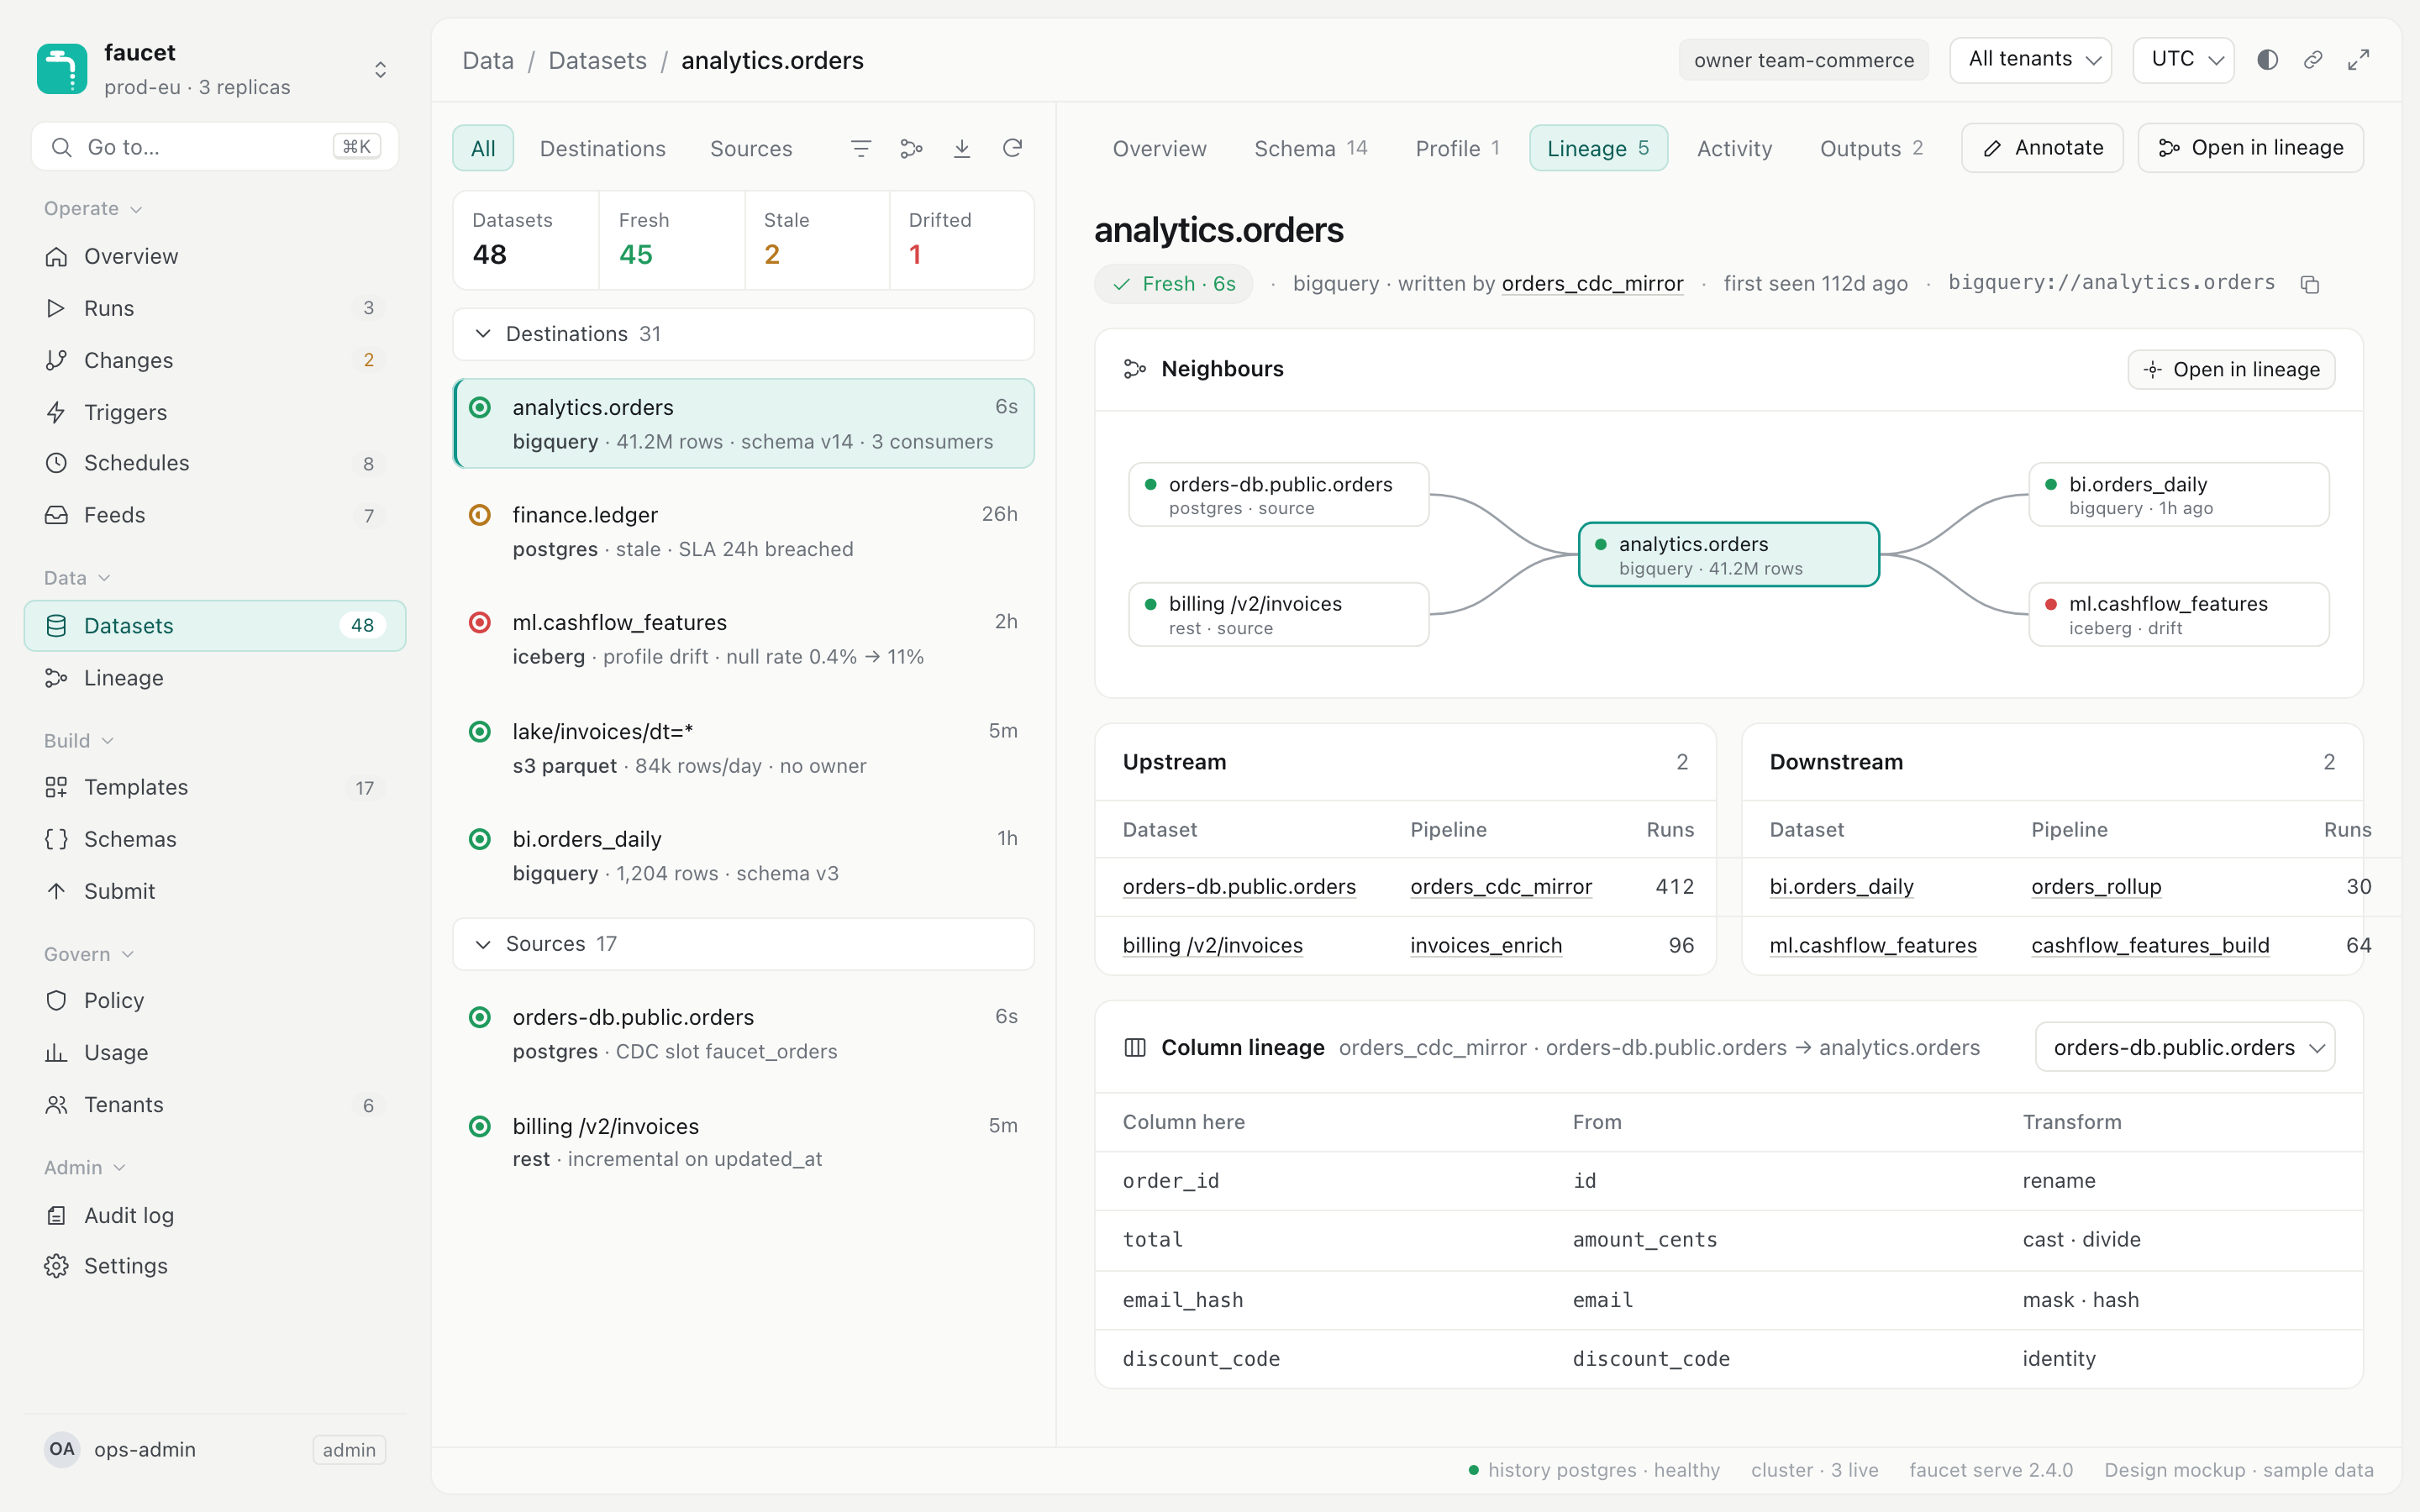 faucet
prod-eu · 3 replicas
Go to...
⌘K
Operate
Overview
Runs 3
Changes 2
Triggers
Schedules 8
Feeds 7
Data
Datasets 48
Lineage
Build
Templates 17
Schemas
Submit
Govern
Policy
Usage
Tenants 6
Admin
Audit log
Settings
OA ops-admin admin
Data / Datasets / analytics.orders
owner team-commerce
All tenants
UTC
All Destinations Sources
Datasets Fresh Stale Drifted
48 45 2 1
Destinations 31
analytics.orders 6s
bigquery · 41.2M rows · schema v14 · 3 consumers
finance.ledger 26h
postgres · stale · SLA 24h breached
ml.cashflow_features 2h
iceberg · profile drift · null rate 0.4% → 11%
lake/invoices/dt=* 5m
s3 parquet · 84k rows/day · no owner
bi.orders_daily 1h
bigquery · 1,204 rows · schema v3
Sources 17
orders-db.public.orders 6s
postgres · CDC slot faucet_orders
billing /v2/invoices 5m
rest · incremental on updated_at
Overview Schema 14 Profile 1 Lineage 5 Activity Outputs 2 Annotate Open in lineage
analytics.orders
Fresh · 6s · bigquery · written by orders_cdc_mirror · first seen 112d ago · bigquery://analytics.orders
Neighbours Open in lineage
orders-db.public.orders
postgres · source
billing /v2/invoices
rest · source
analytics.orders
bigquery · 41.2M rows
bi.orders_daily
bigquery · 1h ago
ml.cashflow_features
iceberg · drift
Upstream 2
Dataset Pipeline Runs
orders-db.public.orders orders_cdc_mirror 412
billing /v2/invoices invoices_enrich 96
Downstream 2
Dataset Pipeline Runs
bi.orders_daily orders_rollup 30
ml.cashflow_features cashflow_features_build 64
Column lineage orders_cdc_mirror · orders-db.public.orders → analytics.orders orders-db.public.orders
Column here From Transform
order_id id rename
total amount_cents cast · divide
email_hash email mask · hash
discount_code discount_code identity
history postgres · healthy cluster · 3 live faucet serve 2.4.0 Design mockup · sample data